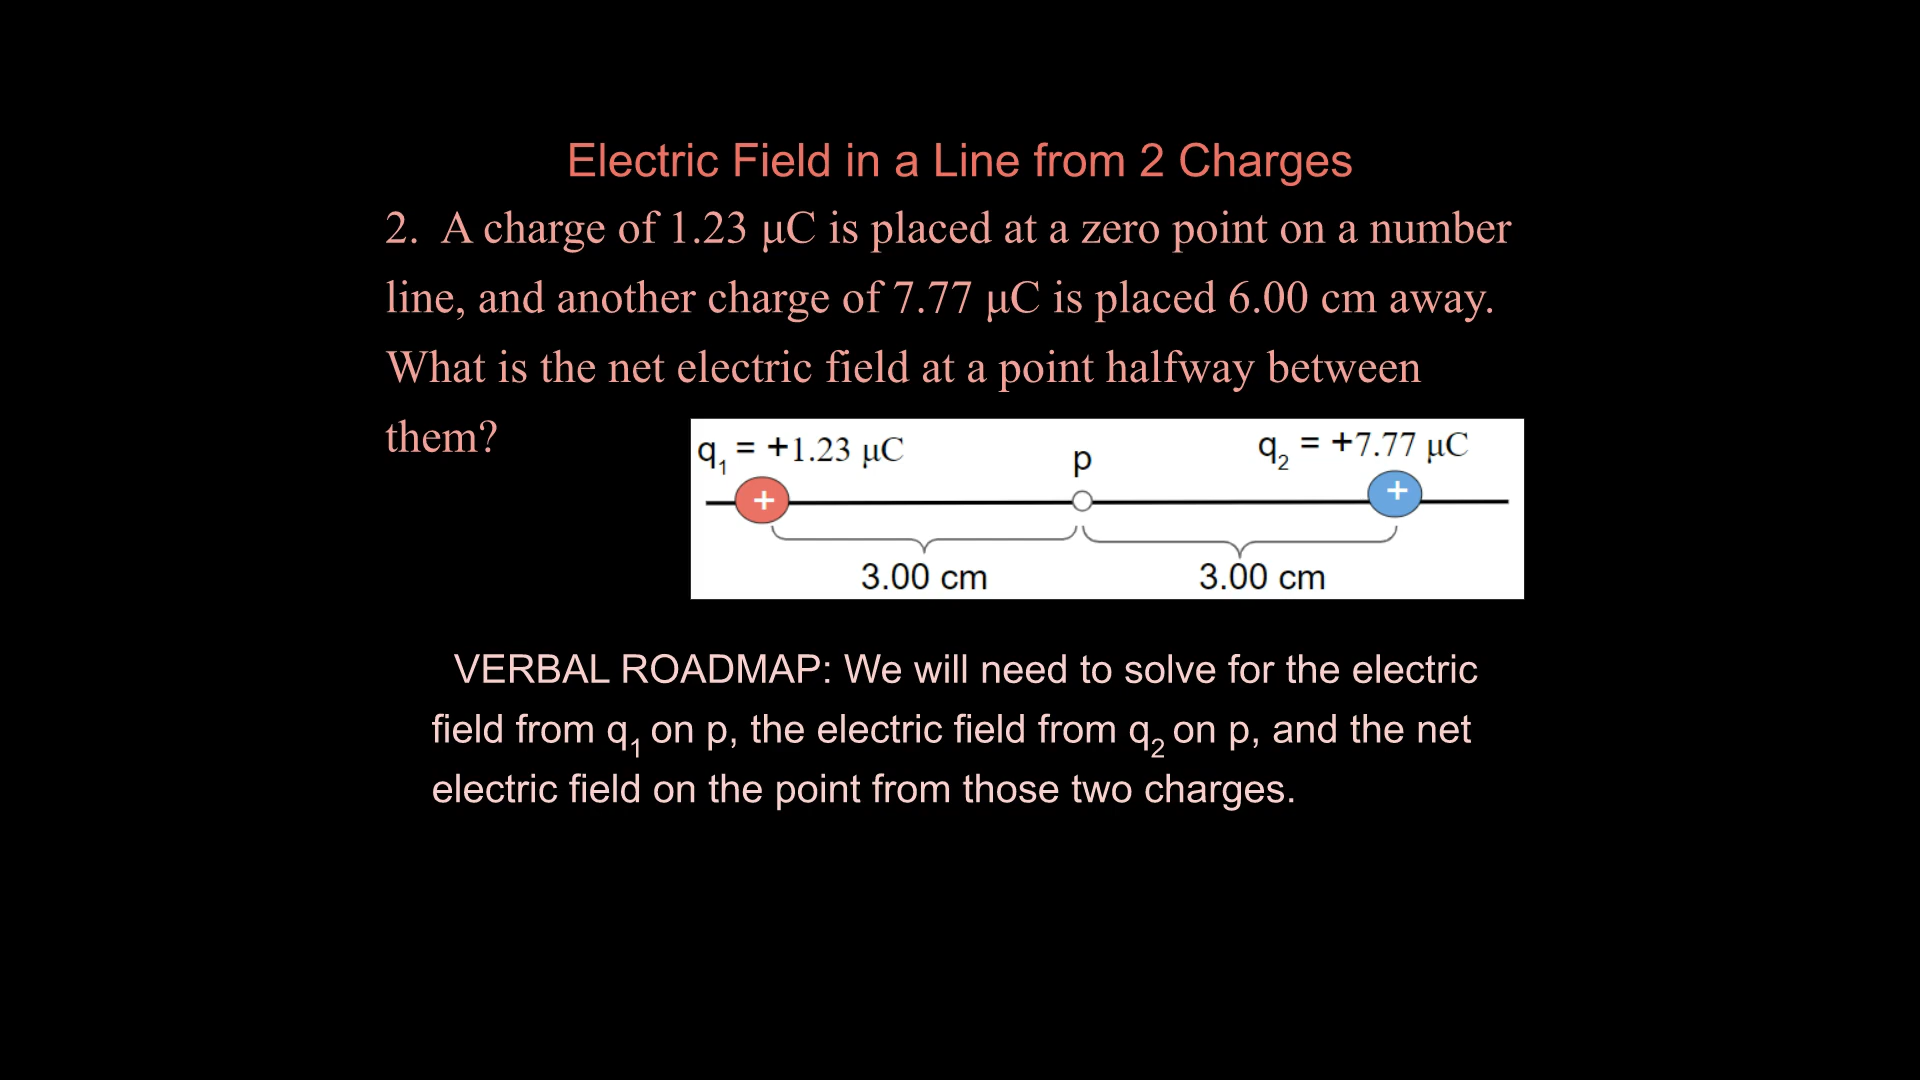 Electric Field in a Line from 2 Charges
2. A charge of 1.23 μC is placed at a zero point on a number
line, and another charge of 7.77 μC is placed 6.00 cm away.
What is the net electric field at a point halfway between
them?
q₁ = +1.23 μC p q₂ = +7.77 μC
+ +
3.00 cm 3.00 cm
VERBAL ROADMAP: We will need to solve for the electric
field from q₁ on p, the electric field from q₂ on p, and the net
electric field on the point from those two charges.